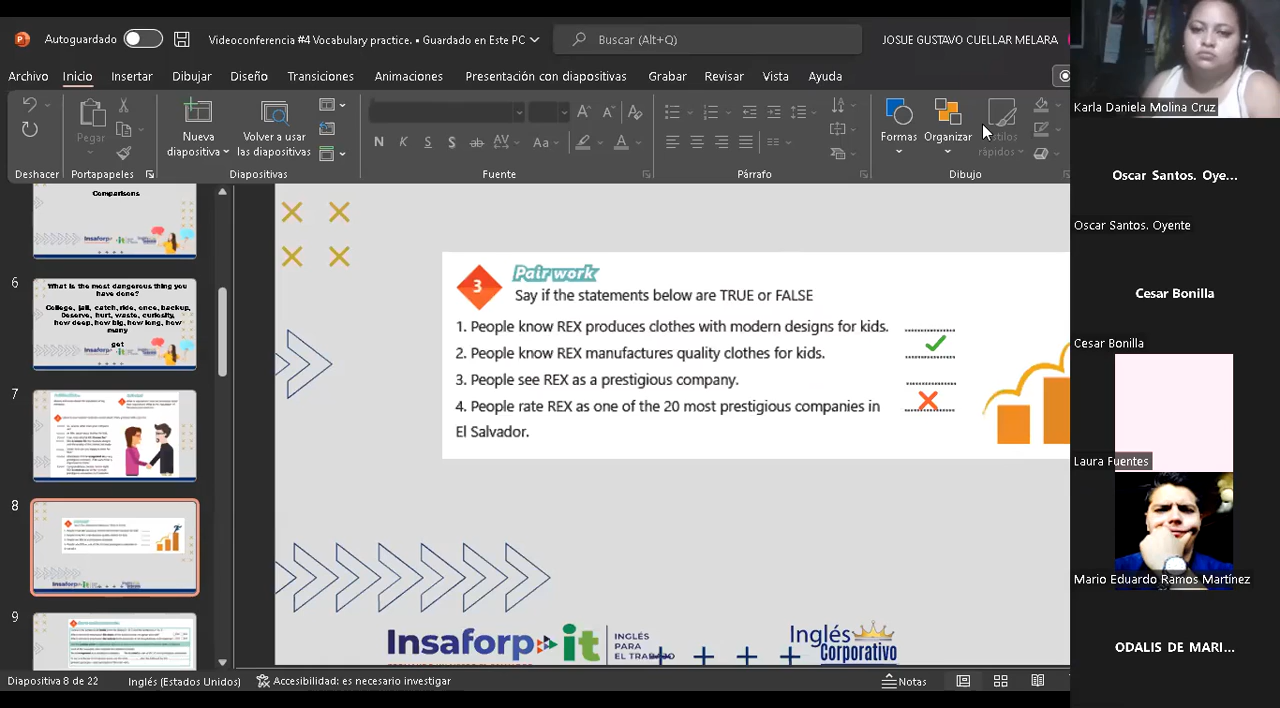 Autoguardado
Videoconferencia #4 Vocabulary practice. • Guardado en Este PC
Buscar (Alt+Q)
JOSUE GUSTAVO CUELLAR MELARA
Archivo Inicio Insertar Dibujar Diseño Transiciones Animaciones Presentación con diapositivas Grabar Revisar Vista Ayuda
Pegar
Nueva diapositiva
Volver a usar las diapositivas
N K S S ab AV Aa A
Formas Organizar Estilos rápidos
Deshacer Portapapeles Diapositivas Fuente Párrafo Dibujo
Comparisons
6
What is the most dangerous thing you
have done?
College, jail, catch, ride, once, backup,
Deserve, hurt, waste, curiosity,
how deep, how big, how long, how
many
got
7
8
9
3
Pair work
Say if the statements below are TRUE or FALSE
1. People know REX produces clothes with modern designs for kids.
2. People know REX manufactures quality clothes for kids.
3. People see REX as a prestigious company.
4. People rate REX as one of the 20 most prestigious companies in
El Salvador.
Insaforp it
INGLÉS
PARA
EL TRABAJO
Inglés
Corporativo
Diapositiva 8 de 22
Inglés (Estados Unidos)
Accesibilidad: es necesario investigar
Notas
Karla Daniela Molina Cruz
Oscar Santos. Oye...
Oscar Santos. Oyente
Cesar Bonilla
Cesar Bonilla
Laura Fuentes
Mario Eduardo Ramos Martínez
ODALIS DE MARI...